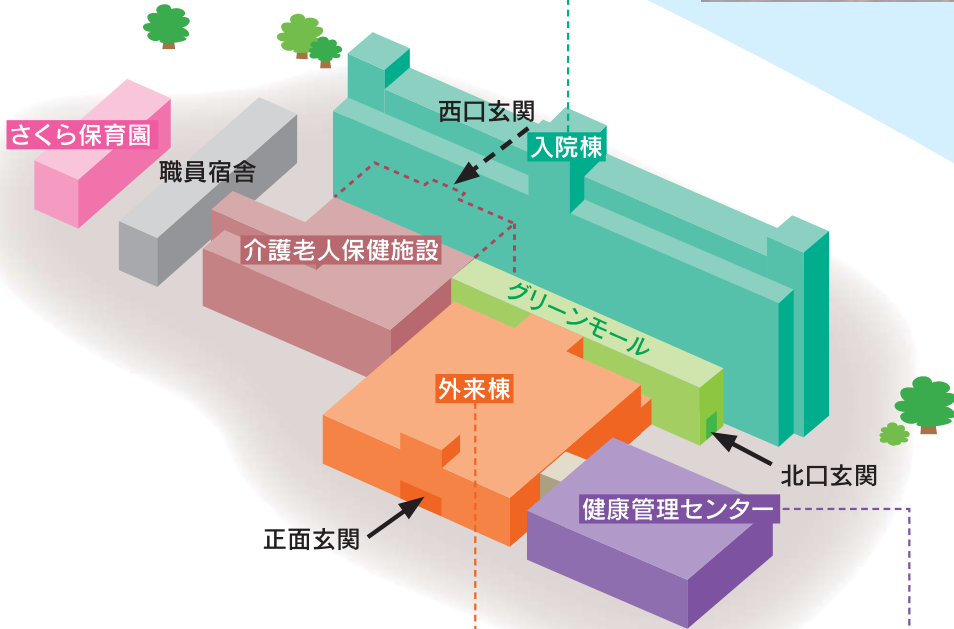 西口玄関
入院棟
さくら保育園
職員宿舎
介護老人保健施設
グリーンモール
外来棟
北口玄関
健康管理センター
正面玄関